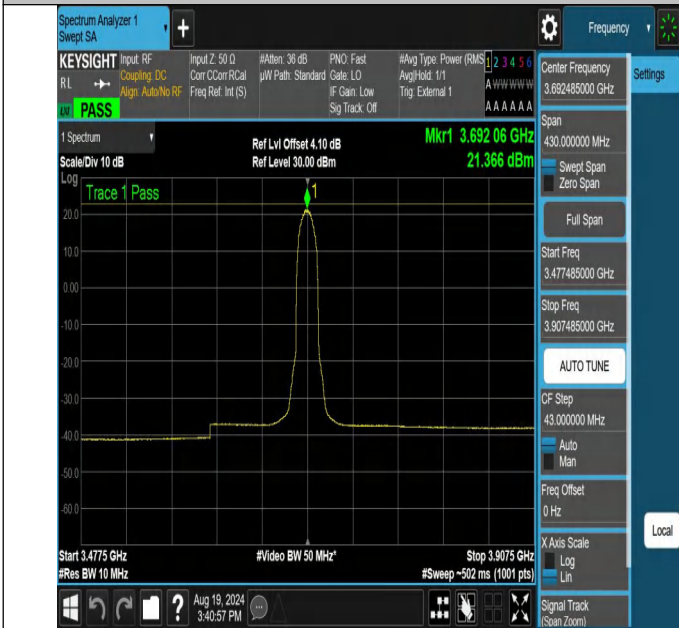 Spectrum Analyzer 1
Swept SA
+
Frequency
KEYSIGHT
RL
PASS
Input: RF
Coupling: DC
Align: Auto/No RF
Input Z: 50 Ω
Corr CCorr RCal
Freq Ref: Int (S)
#Atten: 36 dB
µW Path: Standard
PNO: Fast
Gate: LO
IF Gain: Low
Sig Track: Off
#Avg Type: Power (RMS
Avg|Hold: 1/1
Trig: External 1
1 2 3 4 5 6
A W W W W W
A A A A A A
1 Spectrum
Scale/Div 10 dB
Log
Ref Lvl Offset 4.10 dB
Ref Level 30.00 dBm
Mkr1 3.692 06 GHz
21.366 dBm
Trace 1 Pass
1
20.0
10.0
0.00
-10.0
-20.0
-30.0
-40.0
-50.0
-60.0
Start 3.4775 GHz
#Res BW 10 MHz
#Video BW 50 MHz*
Stop 3.9075 GHz
#Sweep ~502 ms (1001 pts)
?
Aug 19, 2024
3:40:57 PM
Center Frequency
3.692485000 GHz
Span
430.000000 MHz
Swept Span
Zero Span
Full Span
Start Freq
3.477485000 GHz
Stop Freq
3.907485000 GHz
AUTO TUNE
CF Step
43.000000 MHz
Auto
Man
Freq Offset
0 Hz
X Axis Scale
Log
Lin
Signal Track
(Span Zoom)
Settings
Local